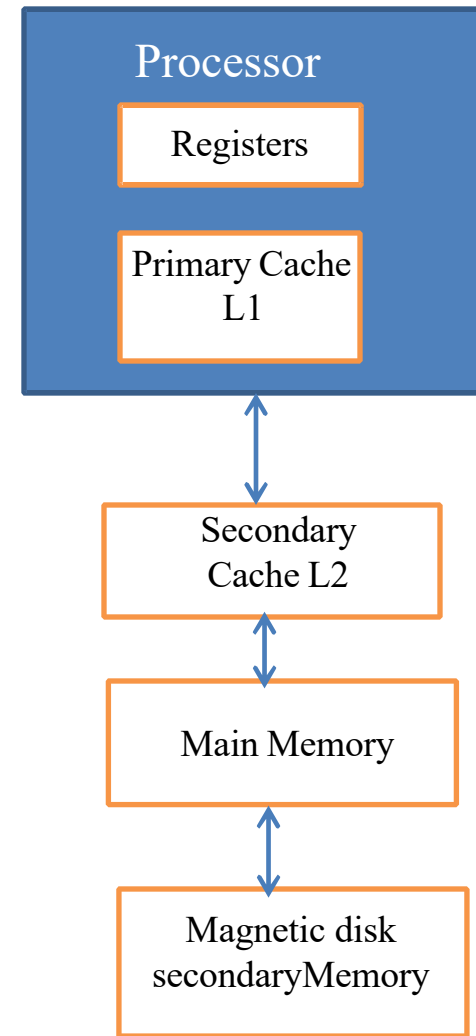 Processor
Registers
Primary Cache
L1
Secondary
Cache L2
Main Memory
Magnetic disk
secondaryMemory